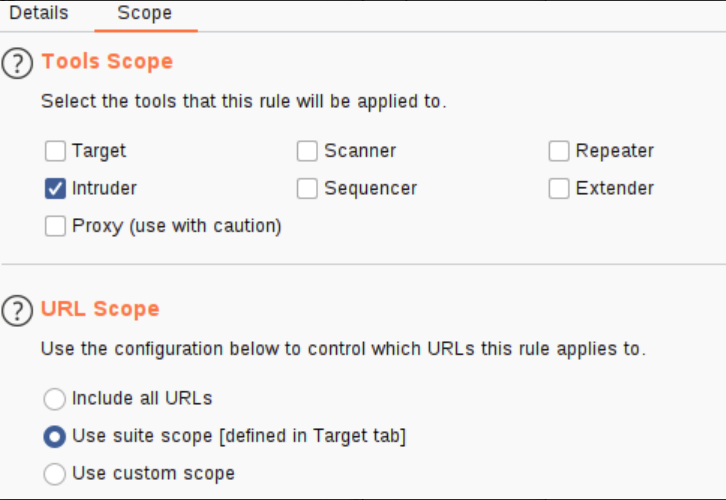 Details Scope
? Tools Scope
Select the tools that this rule will be applied to.
Target Scanner Repeater
Intruder Sequencer Extender
Proxy (use with caution)
? URL Scope
Use the configuration below to control which URLs this rule applies to.
Include all URLs
Use suite scope [defined in Target tab]
Use custom scope